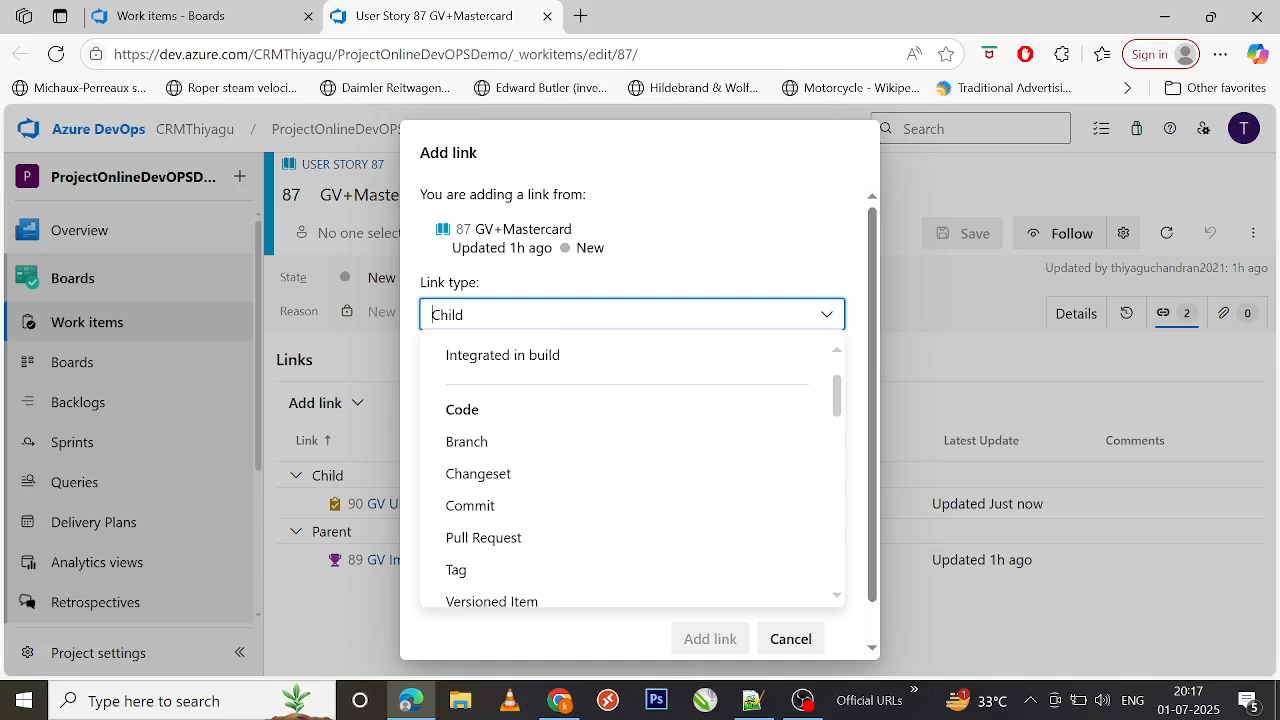 Work items - Boards
User Story 87 GV+Mastercard
https://dev.azure.com/CRMThiyagu/ProjectOnlineDevOPSDemo/_workitems/edit/87/
Sign in
Michaux-Perreaux s...
Roper steam veloci...
Daimler Reitwagen...
Edward Butler (inve...
Hildebrand & Wolf...
Motorcycle - Wikipe...
Traditional Advertisi...
Other favorites
Azure DevOps CRMThiyagu / ProjectOnlineDevOPS
Search
T
P ProjectOnlineDevOPSD...
Overview
Boards
Work items
Boards
Backlogs
Sprints
Queries
Delivery Plans
Analytics views
Retrospectives
Project settings
USER STORY 87
87 GV+Maste
No one selec
Save
Follow
State New
Updated by thiyaguchandran2021: 1h ago
Reason New
Details
2
0
Links
Add link
Link
Latest Update
Comments
Child
90 GV U
Updated Just now
Parent
89 GV Im
Updated 1h ago
Add link
You are adding a link from:
87 GV+Mastercard
Updated 1h ago New
Link type:
Child
Integrated in build
Code
Branch
Changeset
Commit
Pull Request
Tag
Versioned Item
Add link
Cancel
Type here to search
Ps
Official URLs
1
33°C
ENG
20:17
01-07-2025
5